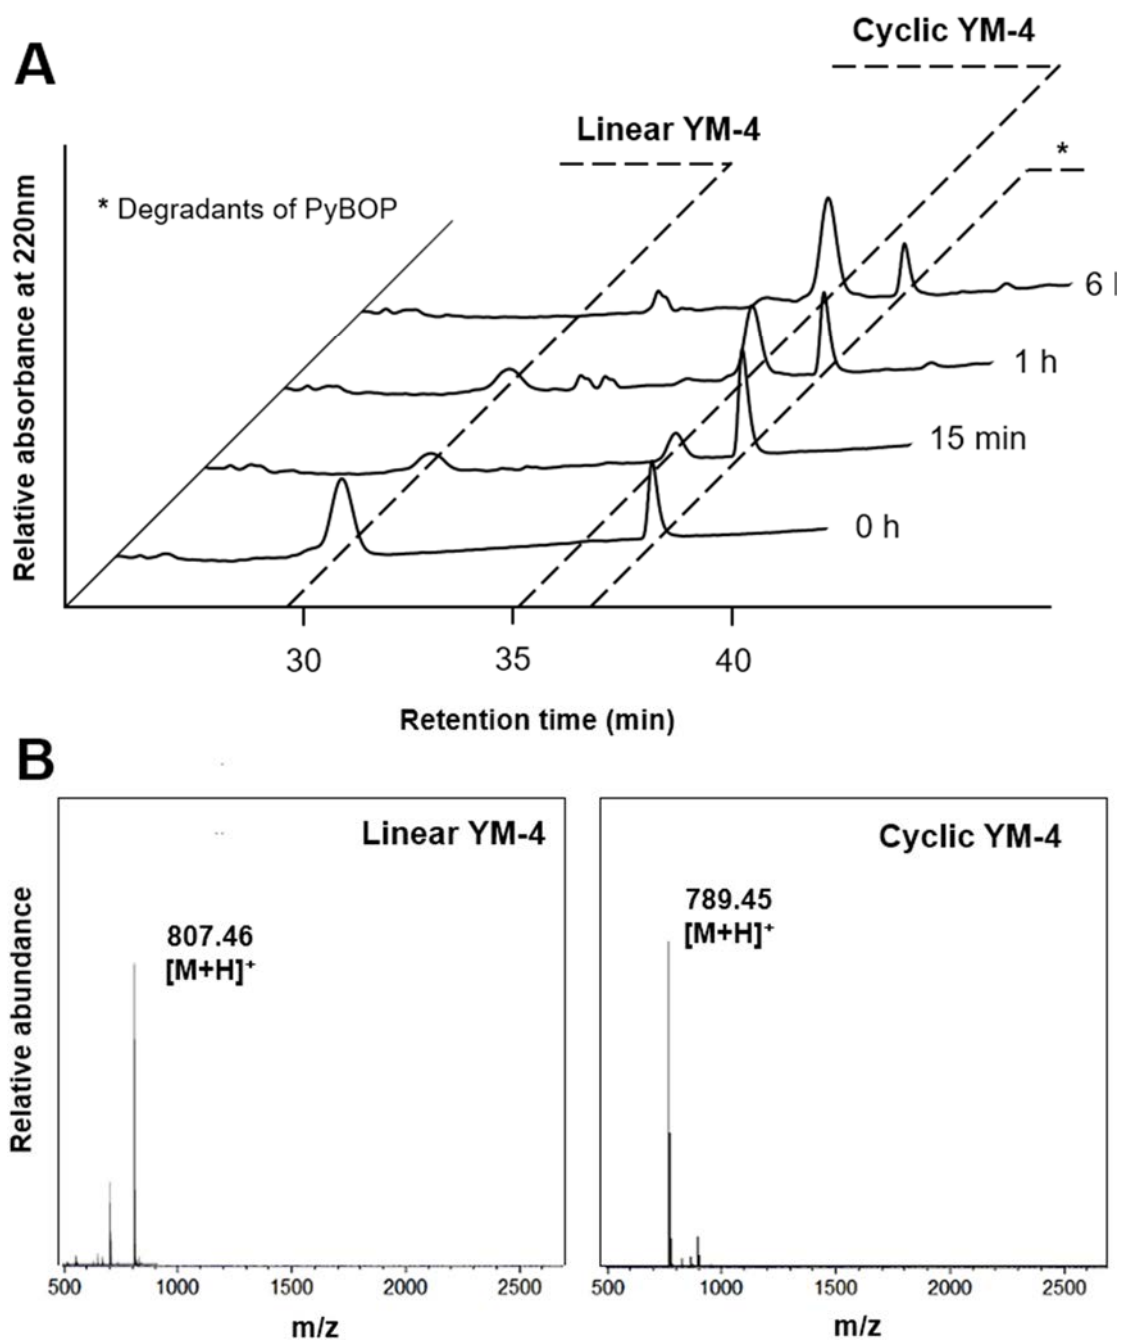 A
Cyclic YM-4
Linear YM-4
*
* Degradants of PyBOP
Relative absorbance at 220nm
6
1 h
15 min
0 h
30 35 40
Retention time (min)
B
Linear YM-4
Cyclic YM-4
807.46
[M+H]+
789.45
[M+H]+
Relative abundance
500 1000 1500 2000 2500
500 1000 1500 2000 2500
m/z
m/z